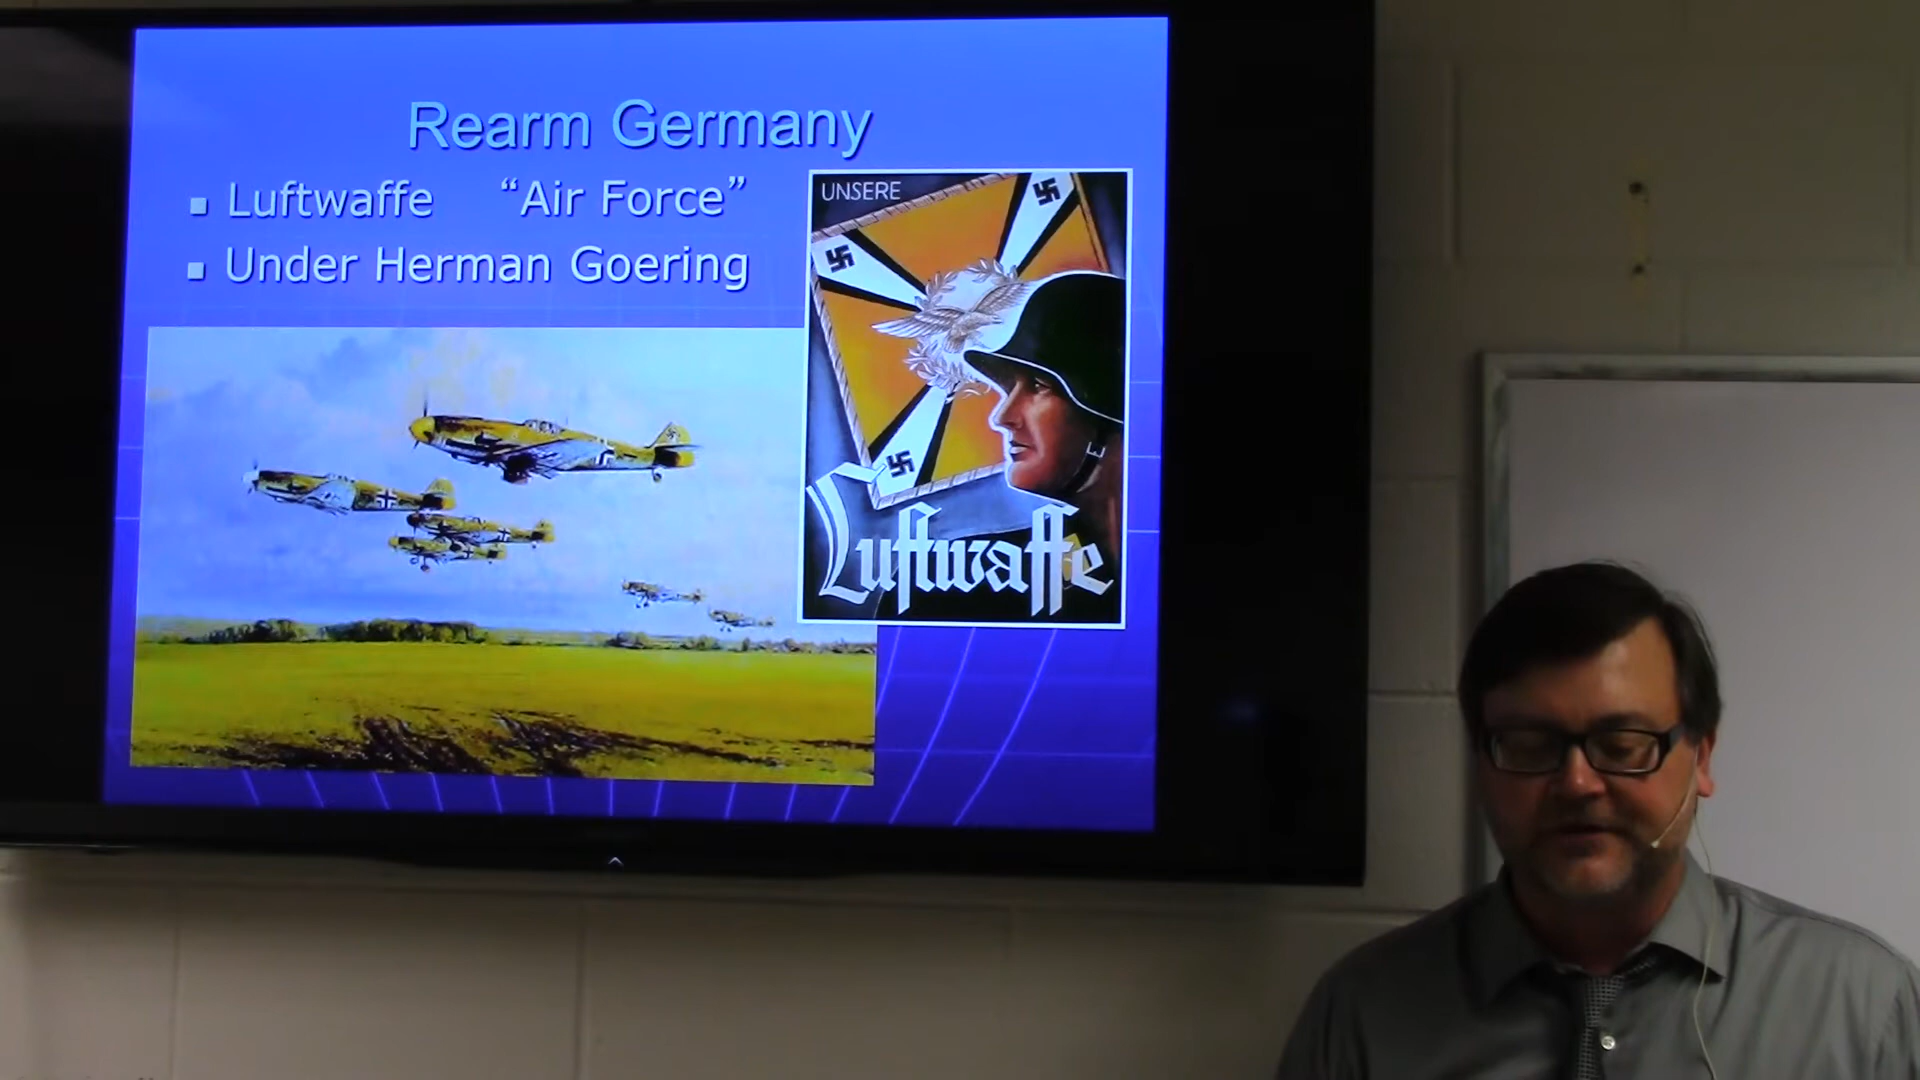 Rearm Germany
Luftwaffe “Air Force”
Under Herman Goering
UNSERE
Luftwaffe